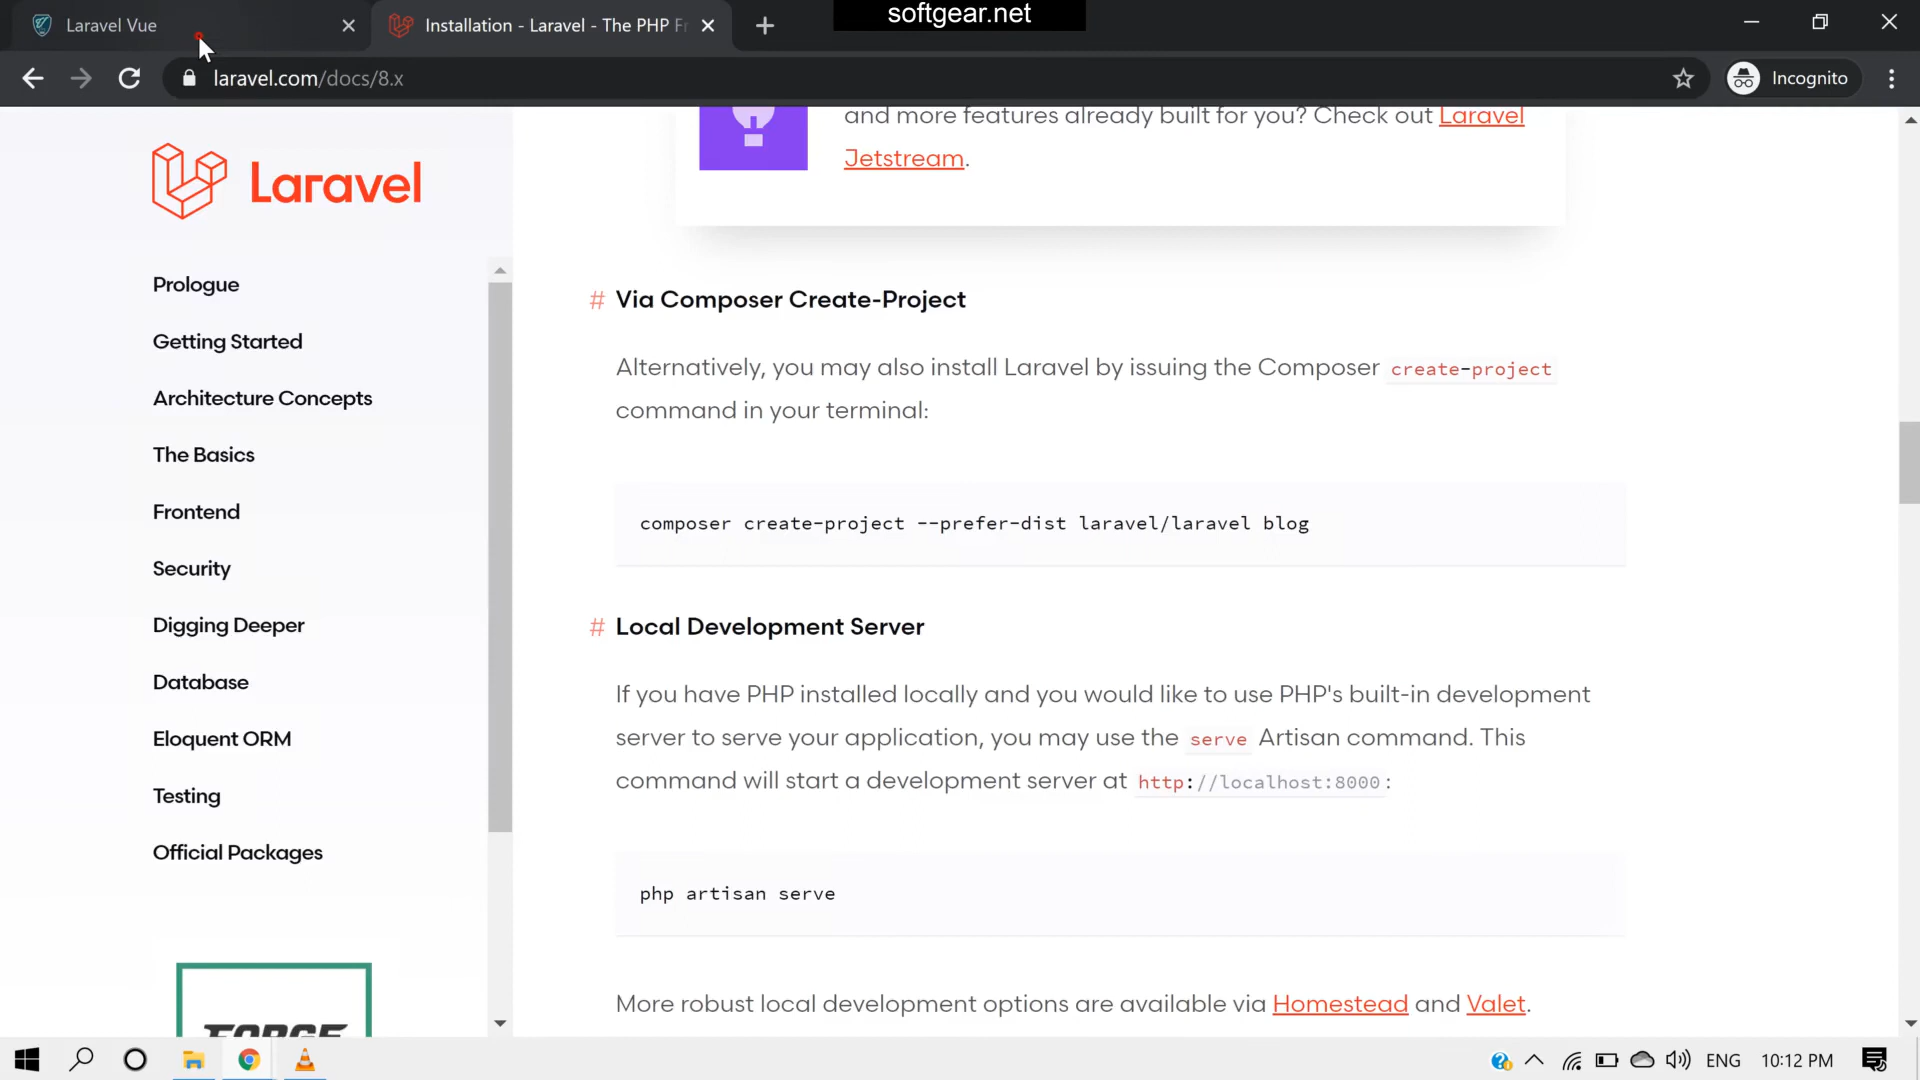 softgear.net
Laravel Vue
Installation - Laravel - The PHP Fr
laravel.com/docs/8.x
Incognito
Laravel
Prologue
Getting Started
Architecture Concepts
The Basics
Frontend
Security
Digging Deeper
Database
Eloquent ORM
Testing
Official Packages
FORGE
and more features already built for you? Check out Laravel
Jetstream.
# Via Composer Create-Project
Alternatively, you may also install Laravel by issuing the Composer create-project
command in your terminal:
composer create-project --prefer-dist laravel/laravel blog
# Local Development Server
If you have PHP installed locally and you would like to use PHP's built-in development
server to serve your application, you may use the serve Artisan command. This
command will start a development server at http://localhost:8000:
php artisan serve
More robust local development options are available via Homestead and Valet.
ENG
10:12 PM